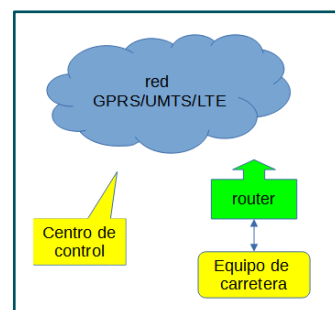 red
GPRS/UMTS/LTE
router
Centro de
control
Equipo de
carretera